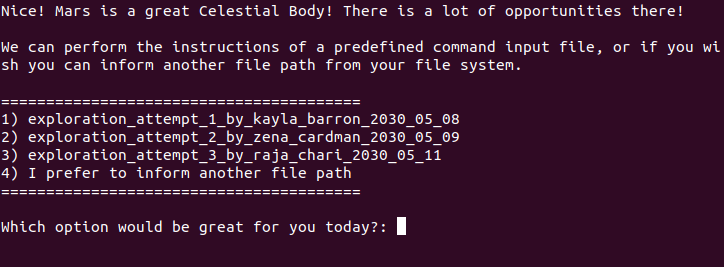 Nice! Mars is a great Celestial Body! There is a lot of opportunities there!
We can perform the instructions of a predefined command input file, or if you wi
sh you can inform another file path from your file system.
========================================
1) exploration_attempt_1_by_kayla_barron_2030_05_08
2) exploration_attempt_2_by_zena_cardman_2030_05_09
3) exploration_attempt_3_by_raja_chari_2030_05_11
4) I prefer to inform another file path
========================================
Which option would be great for you today?: